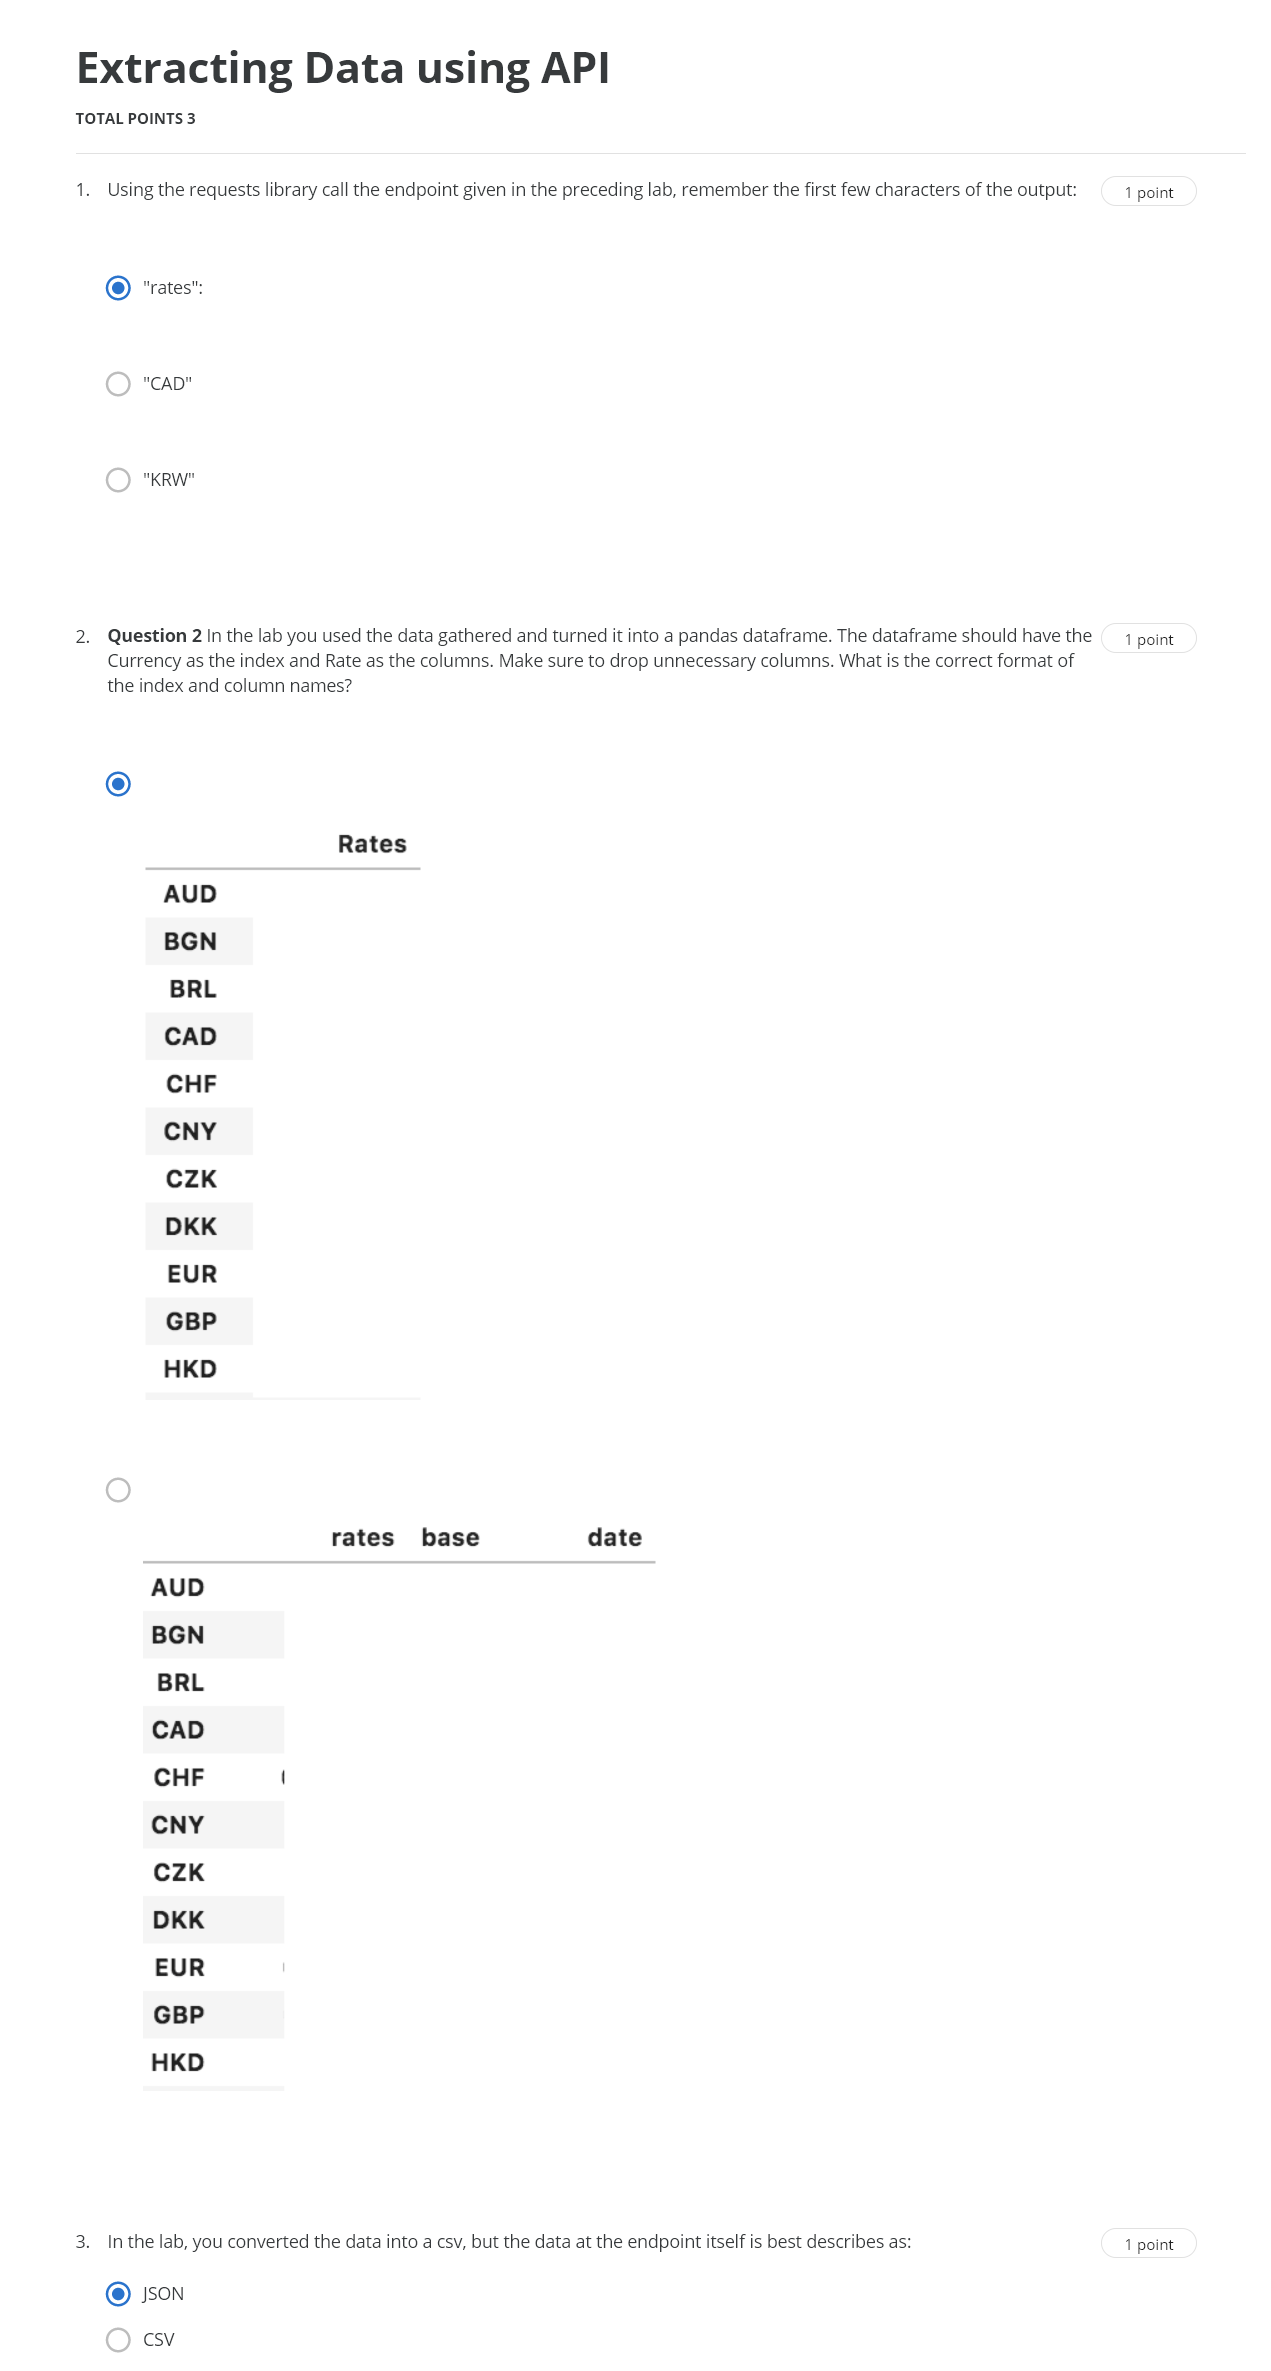 Extracting Data using API
TOTAL POINTS 3
1. Using the requests library call the endpoint given in the preceding lab, remember the first few characters of the output: 1 point
"rates":
"CAD"
"KRW"
2. Question 2 In the lab you used the data gathered and turned it into a pandas dataframe. The dataframe should have the 1 point
Currency as the index and Rate as the columns. Make sure to drop unnecessary columns. What is the correct format of
the index and column names?
Rates
AUD
BGN
BRL
CAD
CHF
CNY
CZK
DKK
EUR
GBP
HKD
rates base date
AUD
BGN
BRL
CAD
CHF
CNY
CZK
DKK
EUR
GBP
HKD
3. In the lab, you converted the data into a csv, but the data at the endpoint itself is best describes as: 1 point
JSON
CSV